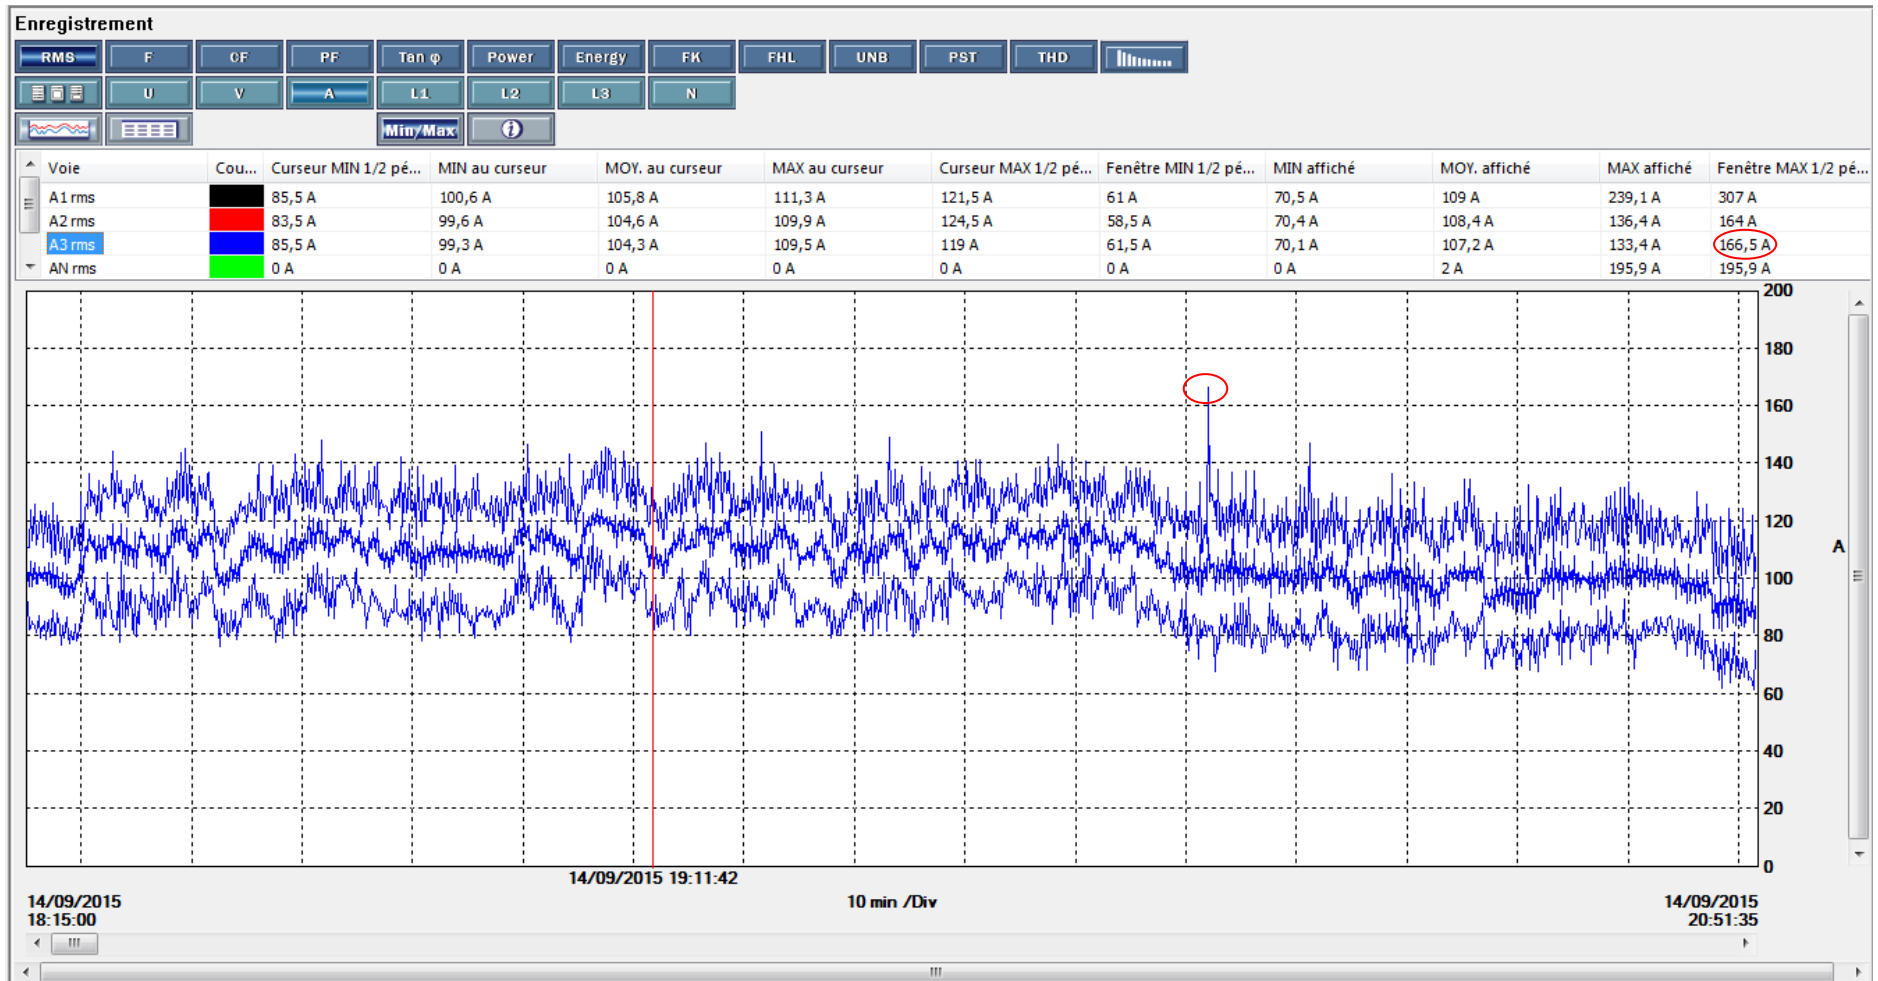 Enregistrement
RMS F CF PF Tan φ Power Energy FK FHL UNB PST THD
U V A L1 L2 L3 N
Min/Max i
Voie Cou... Curseur MIN 1/2 pé... MIN au curseur MOY. au curseur MAX au curseur Curseur MAX 1/2 pé... Fenêtre MIN 1/2 pé... MIN affiché MOY. affiché MAX affiché Fenêtre MAX 1/2 pé...
A1 rms 85,5 A 100,6 A 105,8 A 111,3 A 121,5 A 61 A 70,5 A 109 A 239,1 A 307 A
A2 rms 83,5 A 99,6 A 104,6 A 109,9 A 124,5 A 58,5 A 70,4 A 108,4 A 136,4 A 164 A
A3 rms 85,5 A 99,3 A 104,3 A 109,5 A 119 A 61,5 A 70,1 A 107,2 A 133,4 A 166,5 A
AN rms 0 A 0 A 0 A 0 A 0 A 0 A 0 A 2 A 195,9 A 195,9 A
200
180
160
140
120
A
100
80
60
40
20
0
14/09/2015 19:11:42
14/09/2015 10 min /Div 14/09/2015
18:15:00 20:51:35